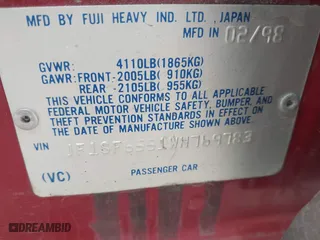 MFD BY FUJI HEAVY IND. LTD., JAPAN
MFD IN 02/98
GVWR: 4110LB(1865KG)
GAWR:FRONT-2005LB( 910KG)
REAR -2105LB( 955KG)
THIS VEHICLE CONFORMS TO ALL APPLICABLE
FEDERAL MOTOR VEHICLE SAFETY, BUMPER, AND
THEFT PREVENTION STANDARDS IN EFFECT ON THE
DATE OF MANUFACTURE SHOWN ABOVE.
VIN
(VC) PASSENGER CAR